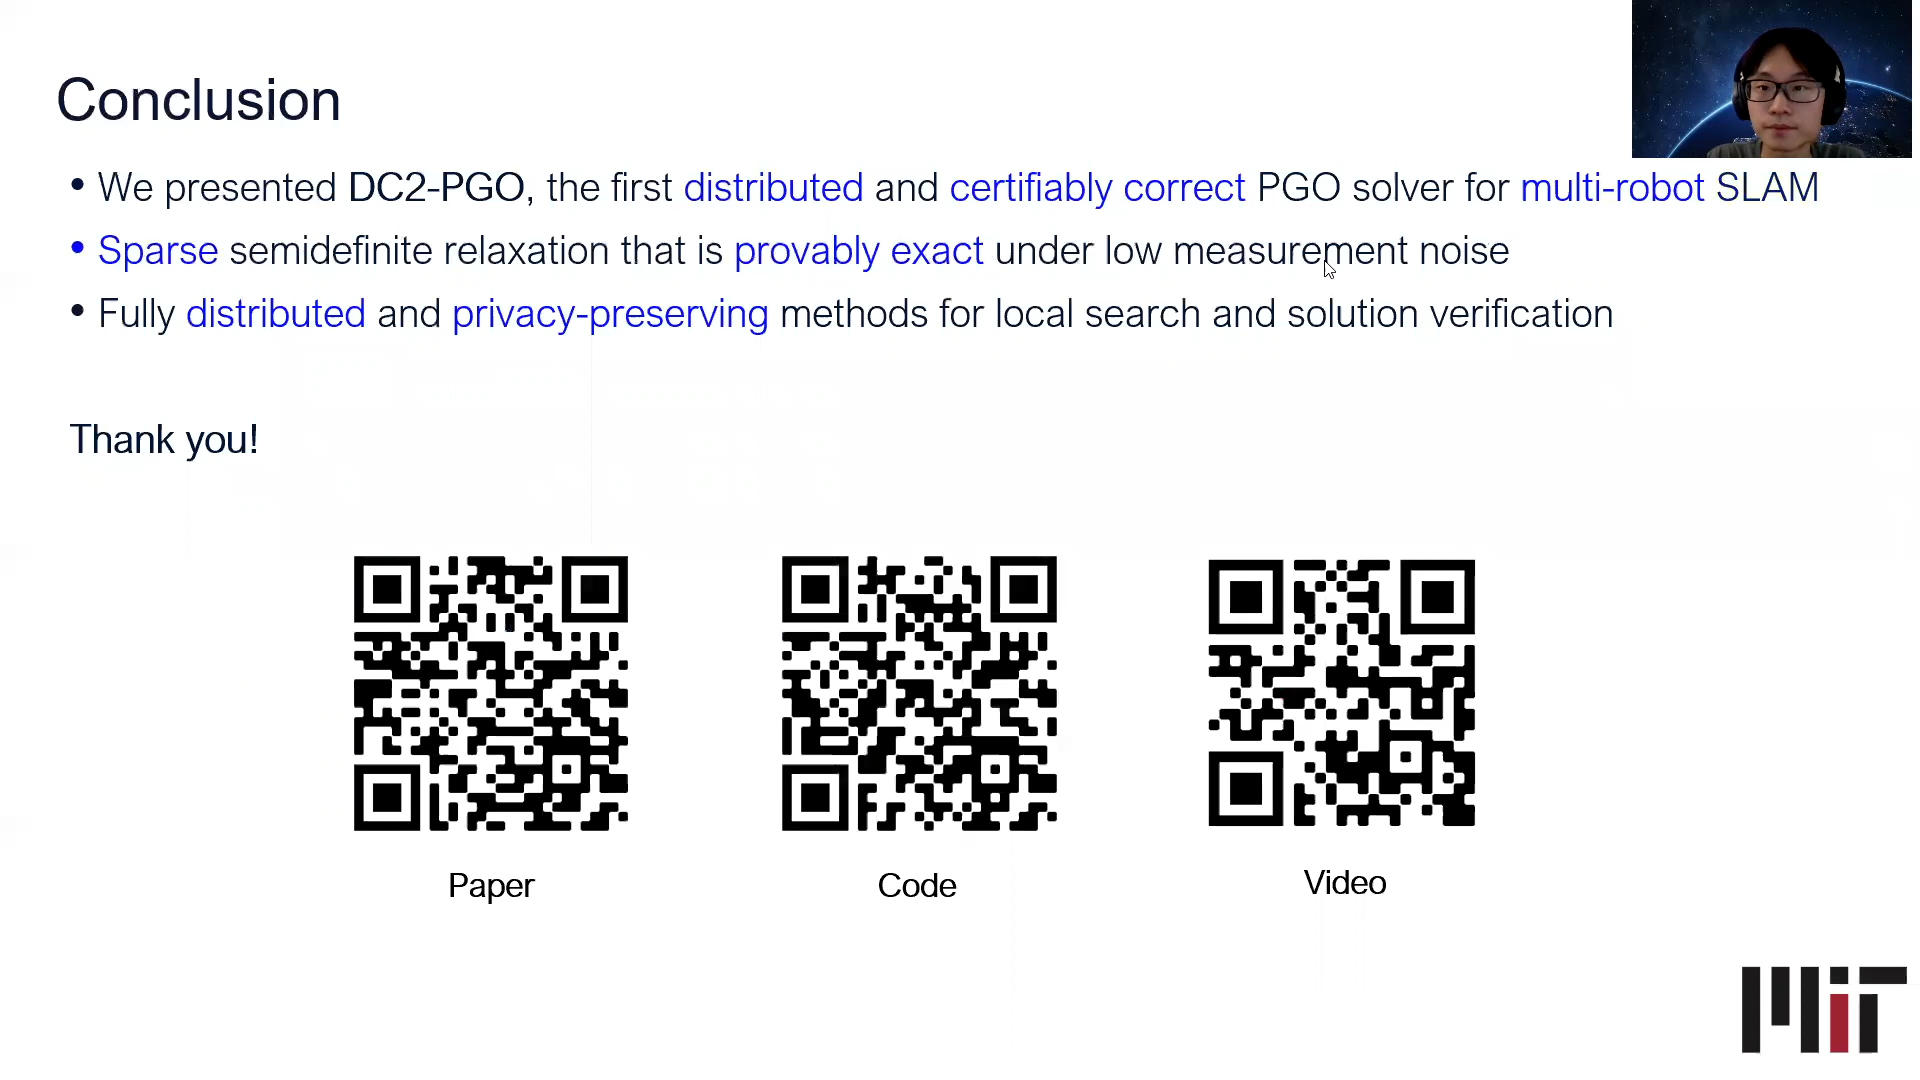 Conclusion
• We presented DC2-PGO, the first distributed and certifiably correct PGO solver for multi-robot SLAM
• Sparse semidefinite relaxation that is provably exact under low measurement noise
• Fully distributed and privacy-preserving methods for local search and solution verification
Thank you!
Paper
Code
Video
MIT